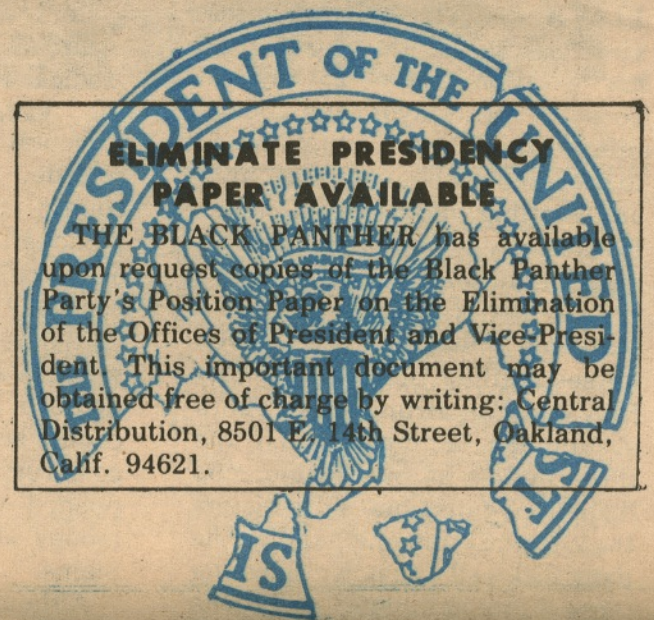 PRESIDENT OF THE UNITED
ELIMINATE PRESIDENCY
PAPER AVAILABLE
THE BLACK PANTHER has available
upon request copies of the Black Panther
Party's Position Paper on the Elimination
of the Offices of President and Vice-Presi-
dent. This important document may be
obtained free of charge by writing: Central
Distribution, 8501 E. 14th Street, Oakland,
Calif. 94621.
ST
IS